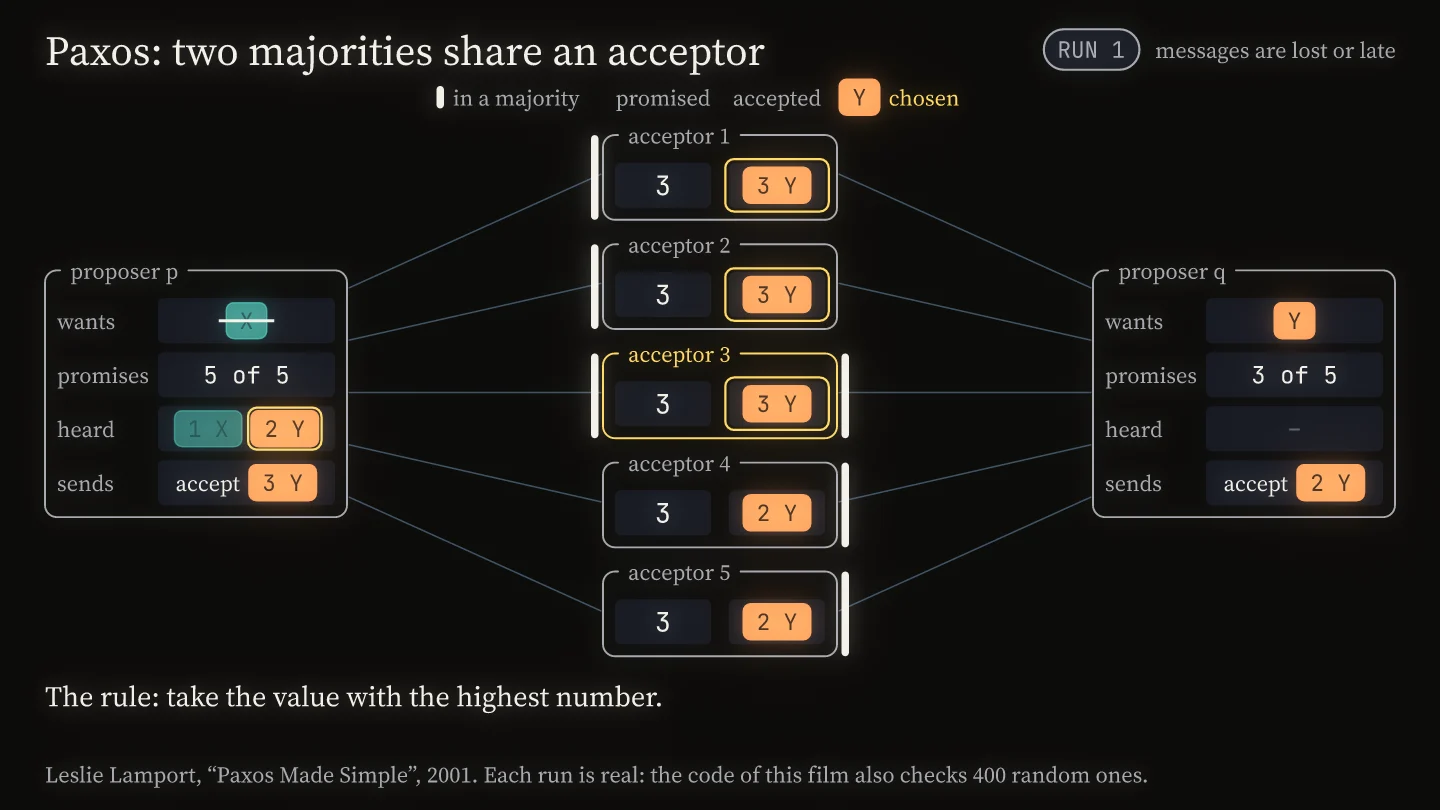 Paxos: two majorities share an acceptor
RUN 1 messages are lost or late
in a majority promised accepted Y chosen
acceptor 1
3 3 Y
acceptor 2
3 3 Y
acceptor 3
3 3 Y
acceptor 4
3 2 Y
acceptor 5
3 2 Y
proposer p
wants X
promises 5 of 5
heard 1 X 2 Y
sends accept 3 Y
proposer q
wants Y
promises 3 of 5
heard –
sends accept 2 Y
The rule: take the value with the highest number.
Leslie Lamport, “Paxos Made Simple”, 2001. Each run is real: the code of this film also checks 400 random ones.